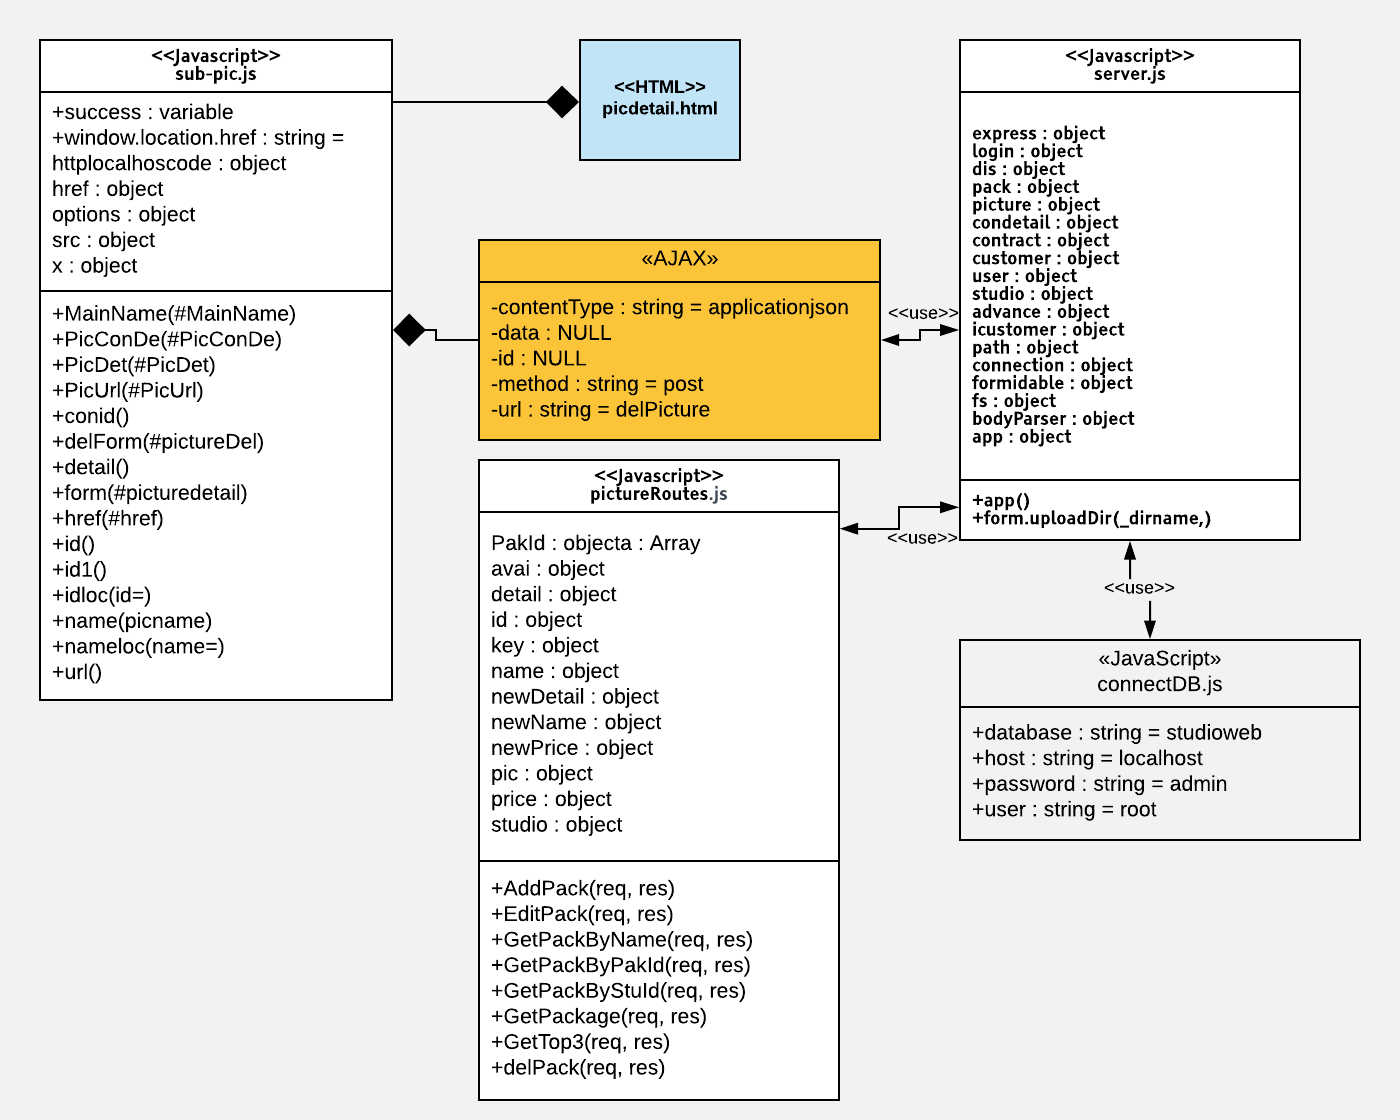 <<Javascript>>
sub-pic.js
+success : variable
+window.location.href : string =
httplocalhoscode : object
href : object
options : object
src : object
x : object
+MainName(#MainName)
+PicConDe(#PicConDe)
+PicDet(#PicDet)
+PicUrl(#PicUrl)
+conid()
+delForm(#pictureDel)
+detail()
+form(#picturedetail)
+href(#href)
+id()
+id1()
+idloc(id=)
+name(picname)
+nameloc(name=)
+url()
<<HTML>>
picdetail.html
«AJAX»
-contentType : string = applicationjson
-data : NULL
-id : NULL
-method : string = post
-url : string = delPicture
<<use>>
<<Javascript>>
pictureRoutes.js
PakId : objecta : Array
avai : object
detail : object
id : object
key : object
name : object
newDetail : object
newName : object
newPrice : object
pic : object
price : object
studio : object
+AddPack(req, res)
+EditPack(req, res)
+GetPackByName(req, res)
+GetPackByPakId(req, res)
+GetPackByStuId(req, res)
+GetPackage(req, res)
+GetTop3(req, res)
+delPack(req, res)
<<use>>
<<Javascript>>
server.js
express : object
login : object
dis : object
pack : object
picture : object
condetail : object
contract : object
customer : object
user : object
studio : object
advance : object
icustomer : object
path : object
connection : object
formidable : object
fs : object
bodyParser : object
app : object
+app()
+form.uploadDir(_dirname,)
<<use>>
«JavaScript»
connectDB.js
+database : string = studioweb
+host : string = localhost
+password : string = admin
+user : string = root